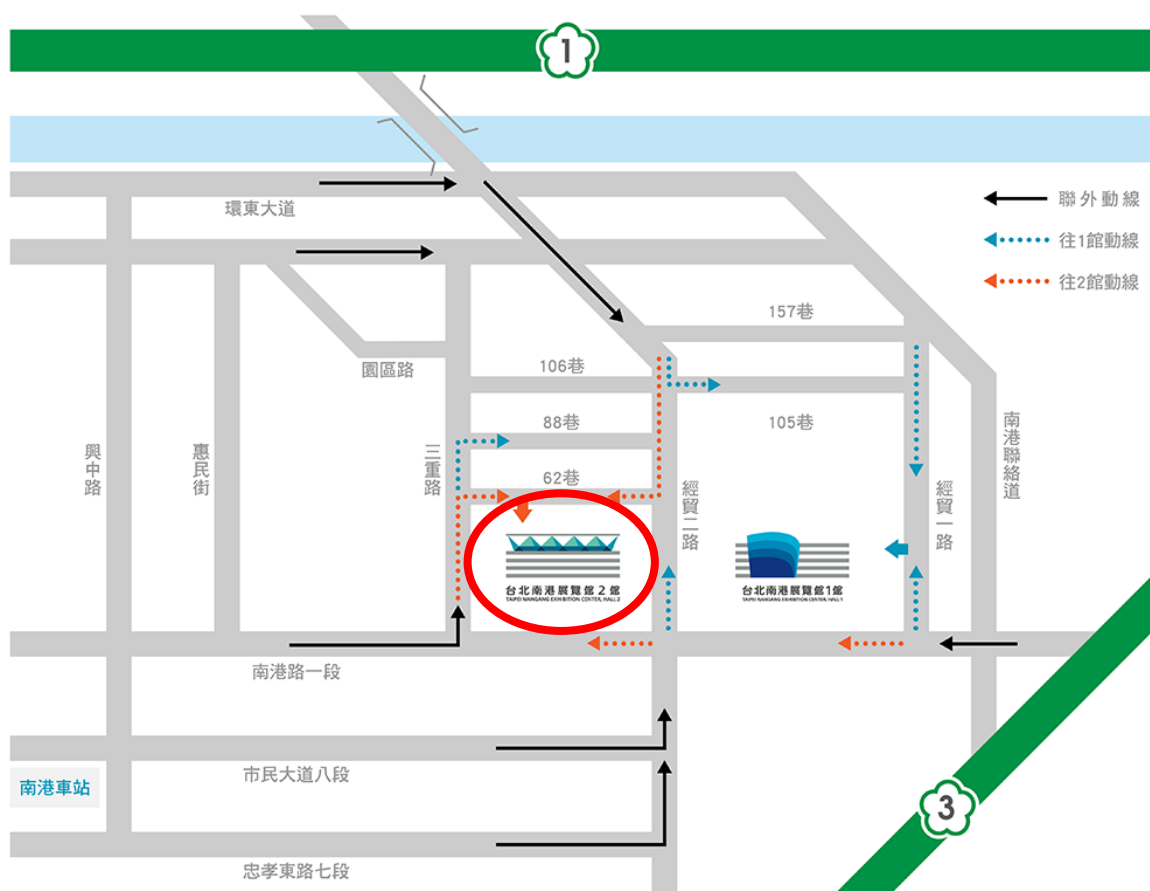 1
環東大道
聯外動線
往1館動線
往2館動線
157巷
106巷
園區路
88巷
105巷
南港聯絡道
興中路
惠民街
三重路
62巷
經貿二路
經貿一路
台北南港展覽館2館
TAIPEI NANGANG EXHIBITION CENTER, HALL 2
台北南港展覽館1館
TAIPEI NANGANG EXHIBITION CENTER, HALL 1
南港路一段
市民大道八段
南港車站
3
忠孝東路七段